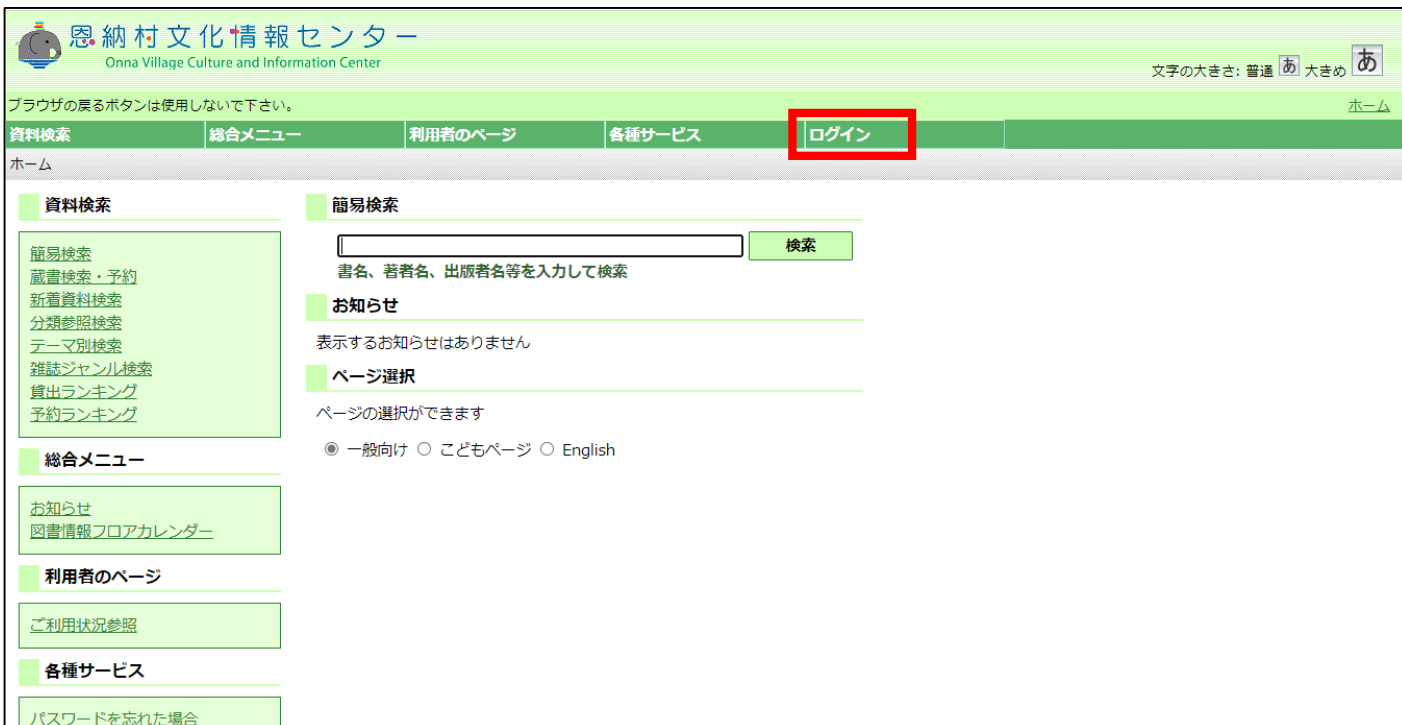 恩納村文化情報センター
Onna Village Culture and Information Center
文字の大きさ: 普通 あ 大きめ あ
ブラウザの戻るボタンは使用しないで下さい。 ホーム
資料検索 総合メニュー 利用者のページ 各種サービス ログイン
ホーム
資料検索
簡易検索
蔵書検索・予約
新着資料検索
分類参照検索
テーマ別検索
雑誌ジャンル検索
貸出ランキング
予約ランキング
総合メニュー
お知らせ
図書情報フロアカレンダー
利用者のページ
ご利用状況参照
各種サービス
パスワードを忘れた場合
簡易検索
検索
書名、著者名、出版者名等を入力して検索
お知らせ
表示するお知らせはありません
ページ選択
ページの選択ができます
一般向け こどもページ English